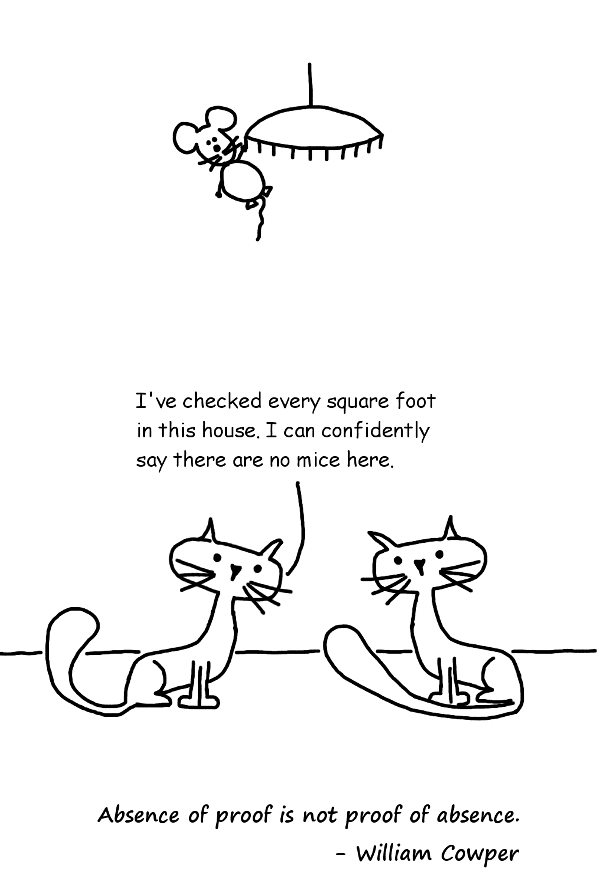 I've checked every square foot
in this house. I can confidently
say there are no mice here.
Absence of proof is not proof of absence.
- William Cowper